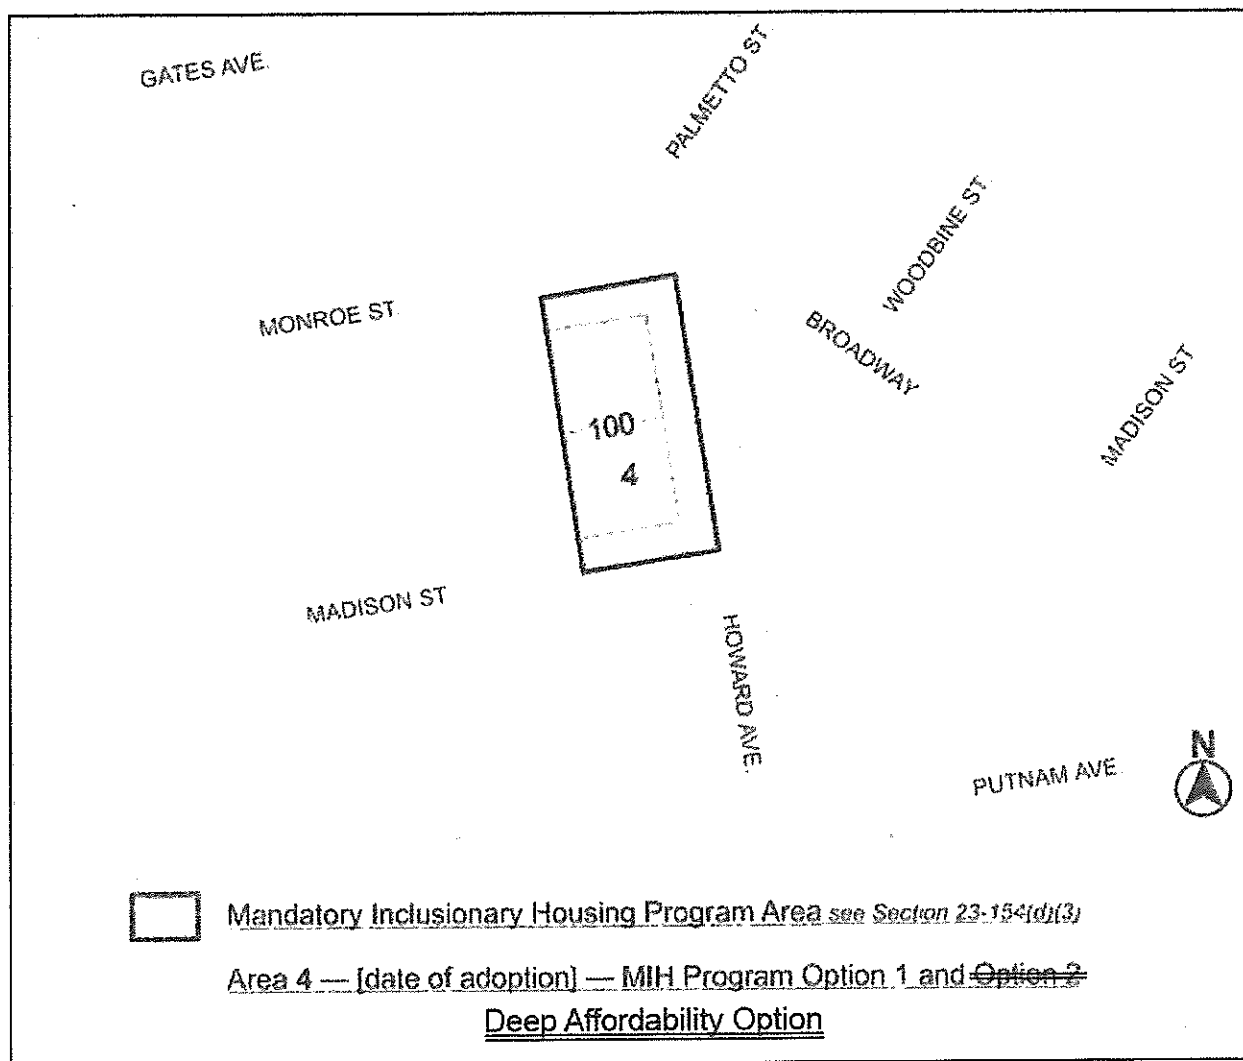 GATES AVE.
PALMETTO ST.
WOODBINE ST.
MONROE ST.
BROADWAY
MADISON ST
100
4
MADISON ST
HOWARD AVE.
PUTNAM AVE.
N
Mandatory Inclusionary Housing Program Area see Section 23-154(d)(3)
Area 4 — [date of adoption] — MIH Program Option 1 and Option 2
Deep Affordability Option